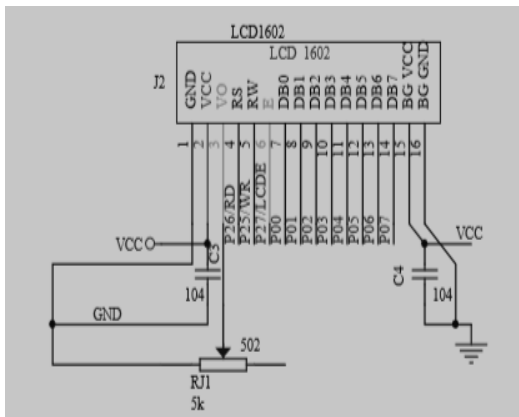 LCD1602
LCD 1602
J2
GND
VCC
VO
RS
RW
E
DB0
DB1
DB2
DB3
DB4
DB5
DB6
DB7
BG VCC
BG GND
1
2
3
4
5
6
7
8
9
10
11
12
13
14
15
16
P26/RD
P25/WR
P27/LCDE
P00
P01
P02
P03
P04
P05
P06
P07
VCC
VCC
C3
C4
104
104
GND
502
RJ1
5k